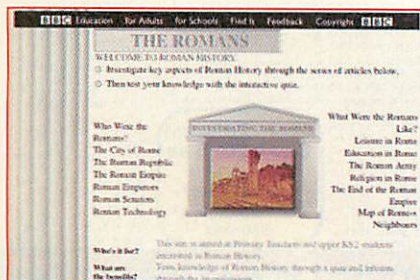 BBC Education for Adults for Schools Find It Feedback Copyright BBC
THE ROMANS
WELCOME TO ROMAN HISTORY
Investigate key aspects of Roman History through the series of articles below,
Then test your knowledge with the interactive quiz.
Who Were the
Romans?
The City of Rome
The Roman Republic
The Roman Empire
Roman Emperors
Roman Senators
Roman Technology
INVESTIGATING THE ROMANS
What Were the Romans
Like?
Leisure in Rome
Education in Rome
The Roman Army
Religion in Rome
The End of the Roman
Empire
Map of Romes
Neighbours
Who's it for?
This site is aimed at Primary Teachers and upper KS2 students
interested in Roman History.
What are
the benefits?
Tests knowledge of Roman History through a quiz and informs
through the